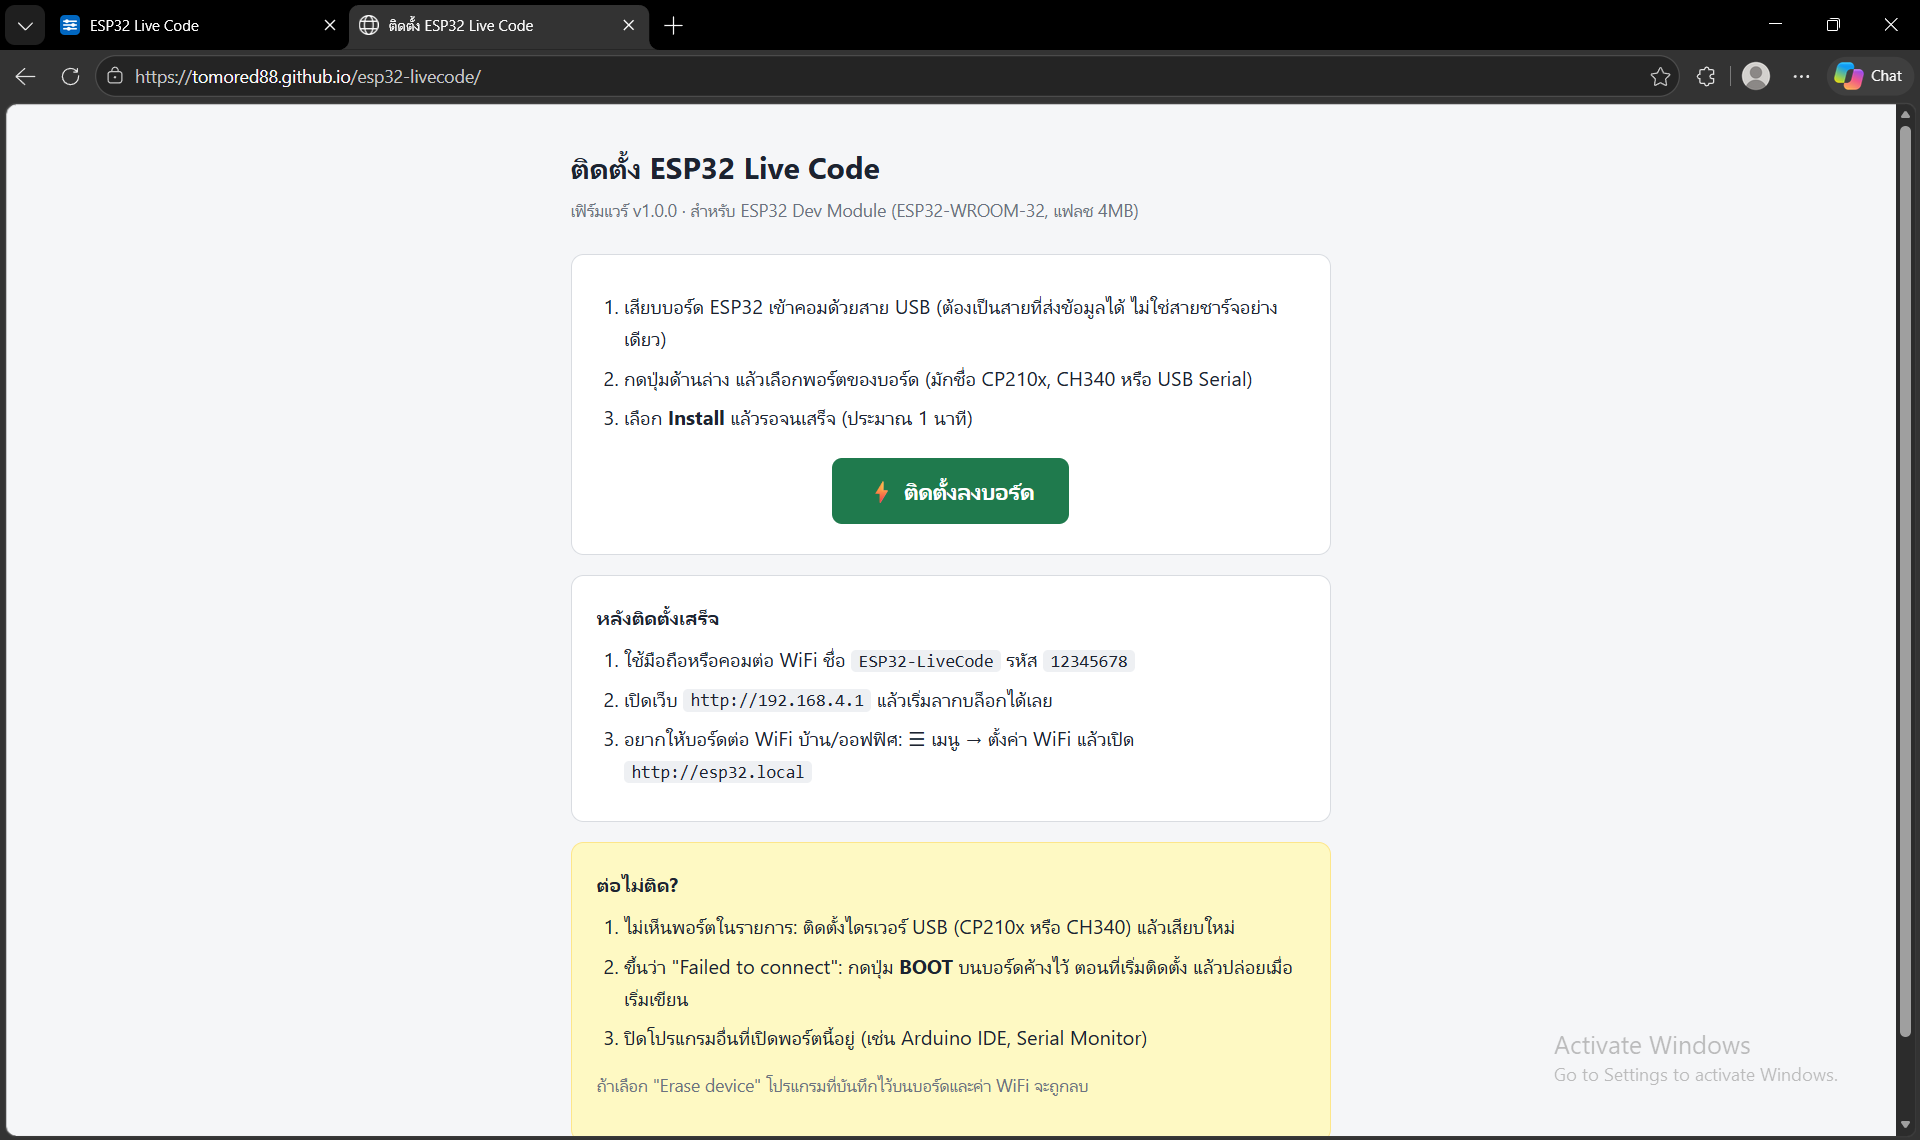 ESP32 Live Code
ติดตั้ง ESP32 Live Code
https://tomored88.github.io/esp32-livecode/
Chat
ติดตั้ง ESP32 Live Code
เฟิร์มแวร์ v1.0.0 · สำหรับ ESP32 Dev Module (ESP32-WROOM-32, แฟลช 4MB)
1. เสียบบอร์ด ESP32 เข้าคอมด้วยสาย USB (ต้องเป็นสายที่ส่งข้อมูลได้ ไม่ใช่สายชาร์จอย่าง
เดียว)
2. กดปุ่มด้านล่าง แล้วเลือกพอร์ตของบอร์ด (มักชื่อ CP210x, CH340 หรือ USB Serial)
3. เลือก Install แล้วรอจนเสร็จ (ประมาณ 1 นาที)
⚡ ติดตั้งลงบอร์ด
หลังติดตั้งเสร็จ
1. ใช้มือถือหรือคอมต่อ WiFi ชื่อ ESP32-LiveCode รหัส 12345678
2. เปิดเว็บ http://192.168.4.1 แล้วเริ่มลากบล็อกได้เลย
3. อยากให้บอร์ดต่อ WiFi บ้าน/ออฟฟิศ: ☰ เมนู → ตั้งค่า WiFi แล้วเปิด
http://esp32.local
ต่อไม่ติด?
1. ไม่เห็นพอร์ตในรายการ: ติดตั้งไดรเวอร์ USB (CP210x หรือ CH340) แล้วเสียบใหม่
2. ขึ้นว่า "Failed to connect": กดปุ่ม BOOT บนบอร์ดค้างไว้ ตอนที่เริ่มติดตั้ง แล้วปล่อยเมื่อ
เริ่มเขียน
3. ปิดโปรแกรมอื่นที่เปิดพอร์ตนี้อยู่ (เช่น Arduino IDE, Serial Monitor)
ถ้าเลือก "Erase device" โปรแกรมที่บันทึกไว้บนบอร์ดและค่า WiFi จะถูกลบ
Activate Windows
Go to Settings to activate Windows.